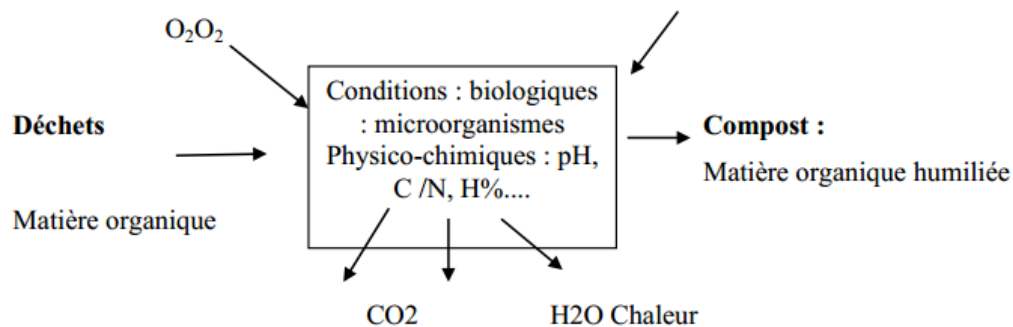 O₂O₂
Conditions : biologiques
: microorganismes
Physico-chimiques : pH,
C /N, H%....
Déchets
Matière organique
Compost :
Matière organique humiliée
CO2
H2O Chaleur